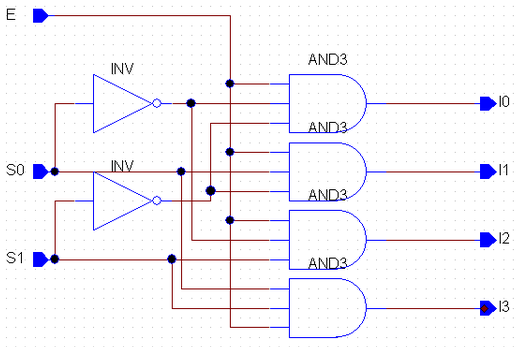 E
INV
AND3
I0
AND3
S0
INV
I1
AND3
I2
S1
AND3
I3